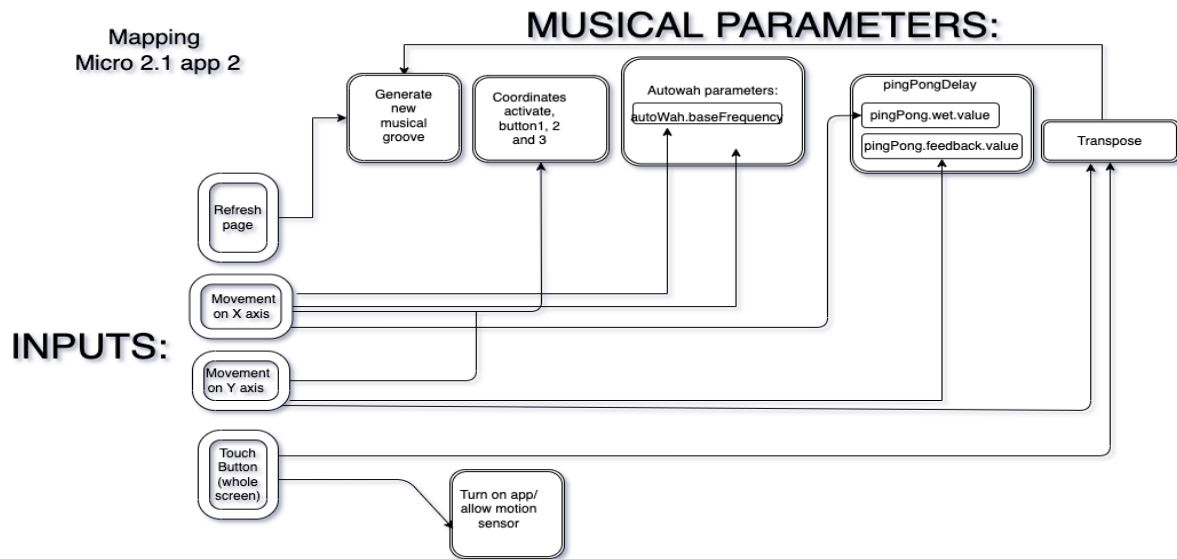 MUSICAL PARAMETERS:
Mapping
Micro 2.1 app 2
Generate
new
musical
groove
Coordinates
activate,
button1, 2
and 3
Autowah parameters:
autoWah.baseFrequency
pingPongDelay
pingPong.wet.value
pingPong.feedback.value
Transpose
Refresh
page
Movement
on X axis
INPUTS:
Movement
on Y axis
Touch
Button
(whole
screen)
Turn on app/
allow motion
sensor